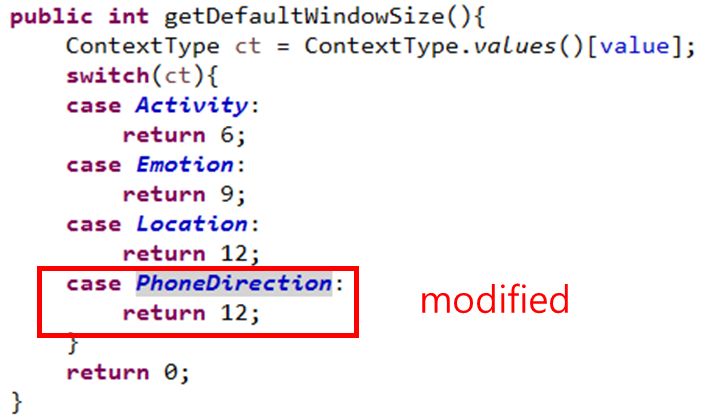 public int getDefaultWindowSize(){
    ContextType ct = ContextType.values()[value];
    switch(ct){
    case Activity:
        return 6;
    case Emotion:
        return 9;
    case Location:
        return 12;
    case PhoneDirection:
        return 12;
modified
    }
    return 0;
}